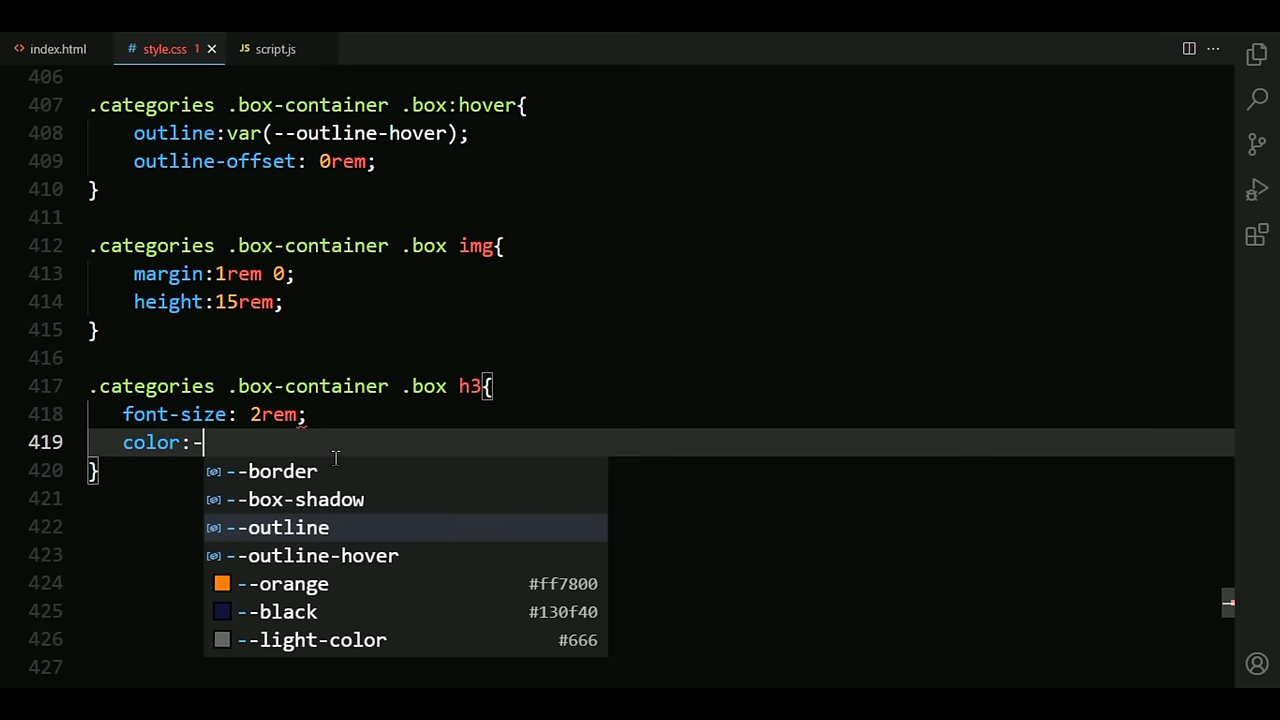 index.html
style.css 1
JS script.js
406
407 .categories .box-container .box:hover{
408 outline:var(--outline-hover);
409 outline-offset: 0rem;
410 }
411
412 .categories .box-container .box img{
413 margin:1rem 0;
414 height:15rem;
415 }
416
417 .categories .box-container .box h3{
418 font-size: 2rem;
419 color:-
420 }
--border
421
--box-shadow
422
--outline
423
--outline-hover
424
--orange #ff7800
425
--black #130f40
426
--light-color #666
427